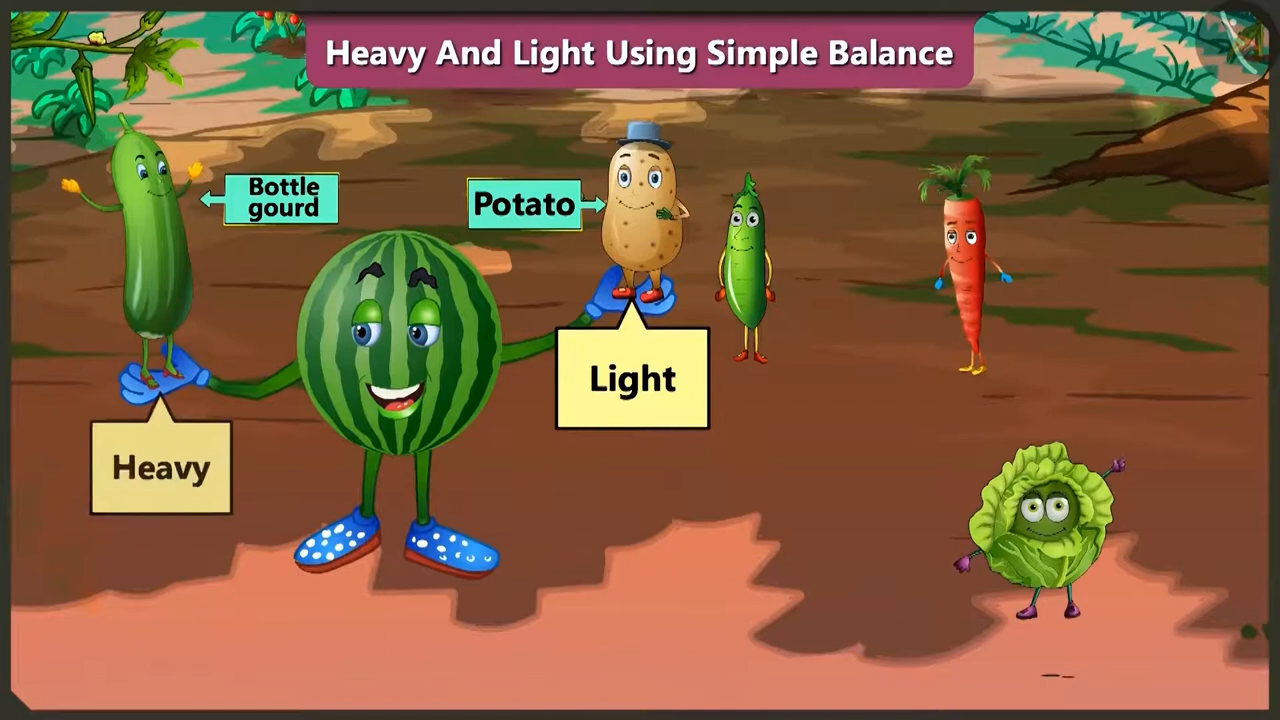 Heavy And Light Using Simple Balance
Bottle
gourd
Potato
Light
Heavy